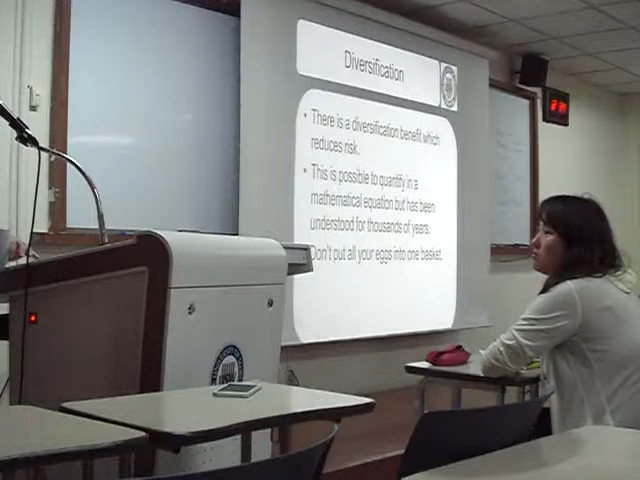 Diversification
• There is a diversification benefit which
reduces risk.
• This is possible to quantify in a
mathematical equation but has been
understood for thousands of years.
Don't put all your eggs into one basket.